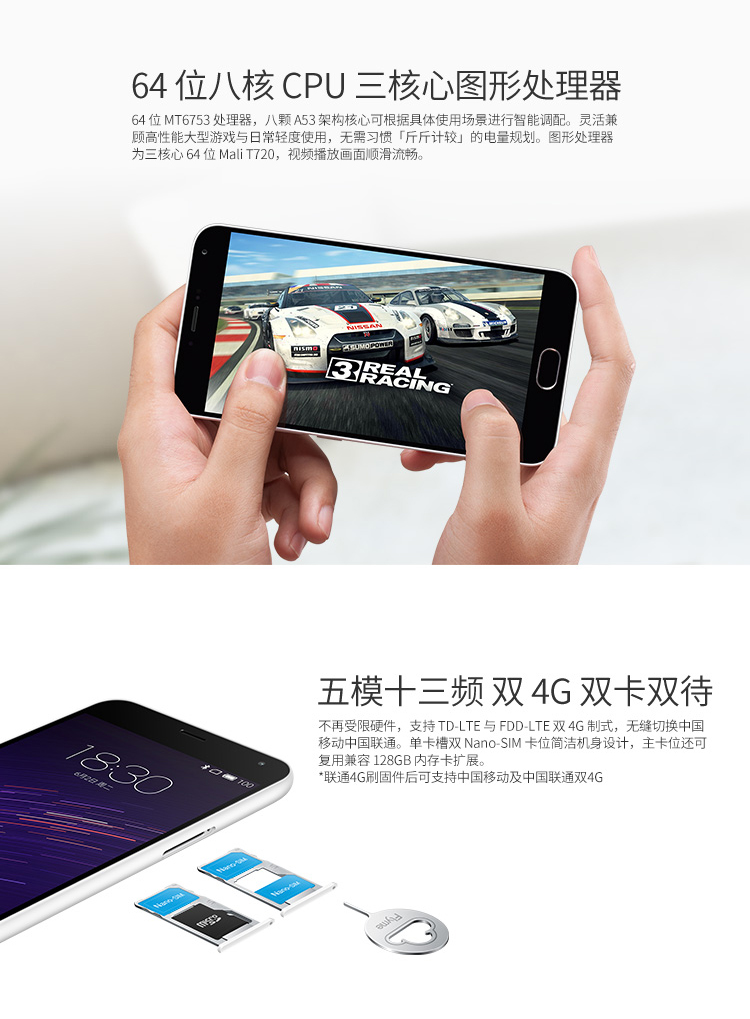 64 位八核 CPU 三核心图形处理器
64 位 MT6753 处理器，八颗 A53 架构核心可根据具体使用场景进行智能调配。灵活兼
顾高性能大型游戏与日常轻度使用，无需习惯「斤斤计较」的电量规划。图形处理器
为三核心 64 位 Mali T720，视频播放画面顺滑流畅。
NISSAN
NISSAN
nismo
SUMO POWER
3 REAL
RACING
五模十三频 双 4G 双卡双待
不再受限硬件，支持 TD-LTE 与 FDD-LTE 双 4G 制式，无缝切换中国
移动中国联通。单卡槽双 Nano-SIM 卡位简洁机身设计，主卡位还可
复用兼容 128GB 内存卡扩展。
*联通4G刷固件后可支持中国移动及中国联通双4G
18:30
6月2日 周二
100
Nano-SIM
Nano-SIM
Nano-SIM
microSD
Flyme